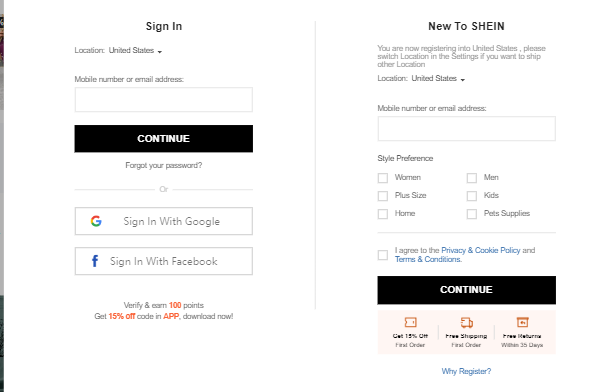 Sign In
Location: United States
Mobile number or email address:
CONTINUE
Forgot your password?
Or
Sign In With Google
Sign In With Facebook
Verify & earn 100 points
Get 15% off code in APP, download now!
New To SHEIN
You are now registering into United States , please
switch Location in the Settings if you want to ship
other Location
Location: United States
Mobile number or email address:
Style Preference
Women Men
Plus Size Kids
Home Pets Supplies
I agree to the Privacy & Cookie Policy and
Terms & Conditions.
CONTINUE
Get 15% Off Free Shipping Free Returns
First Order First Order Within 35 Days
Why Register?